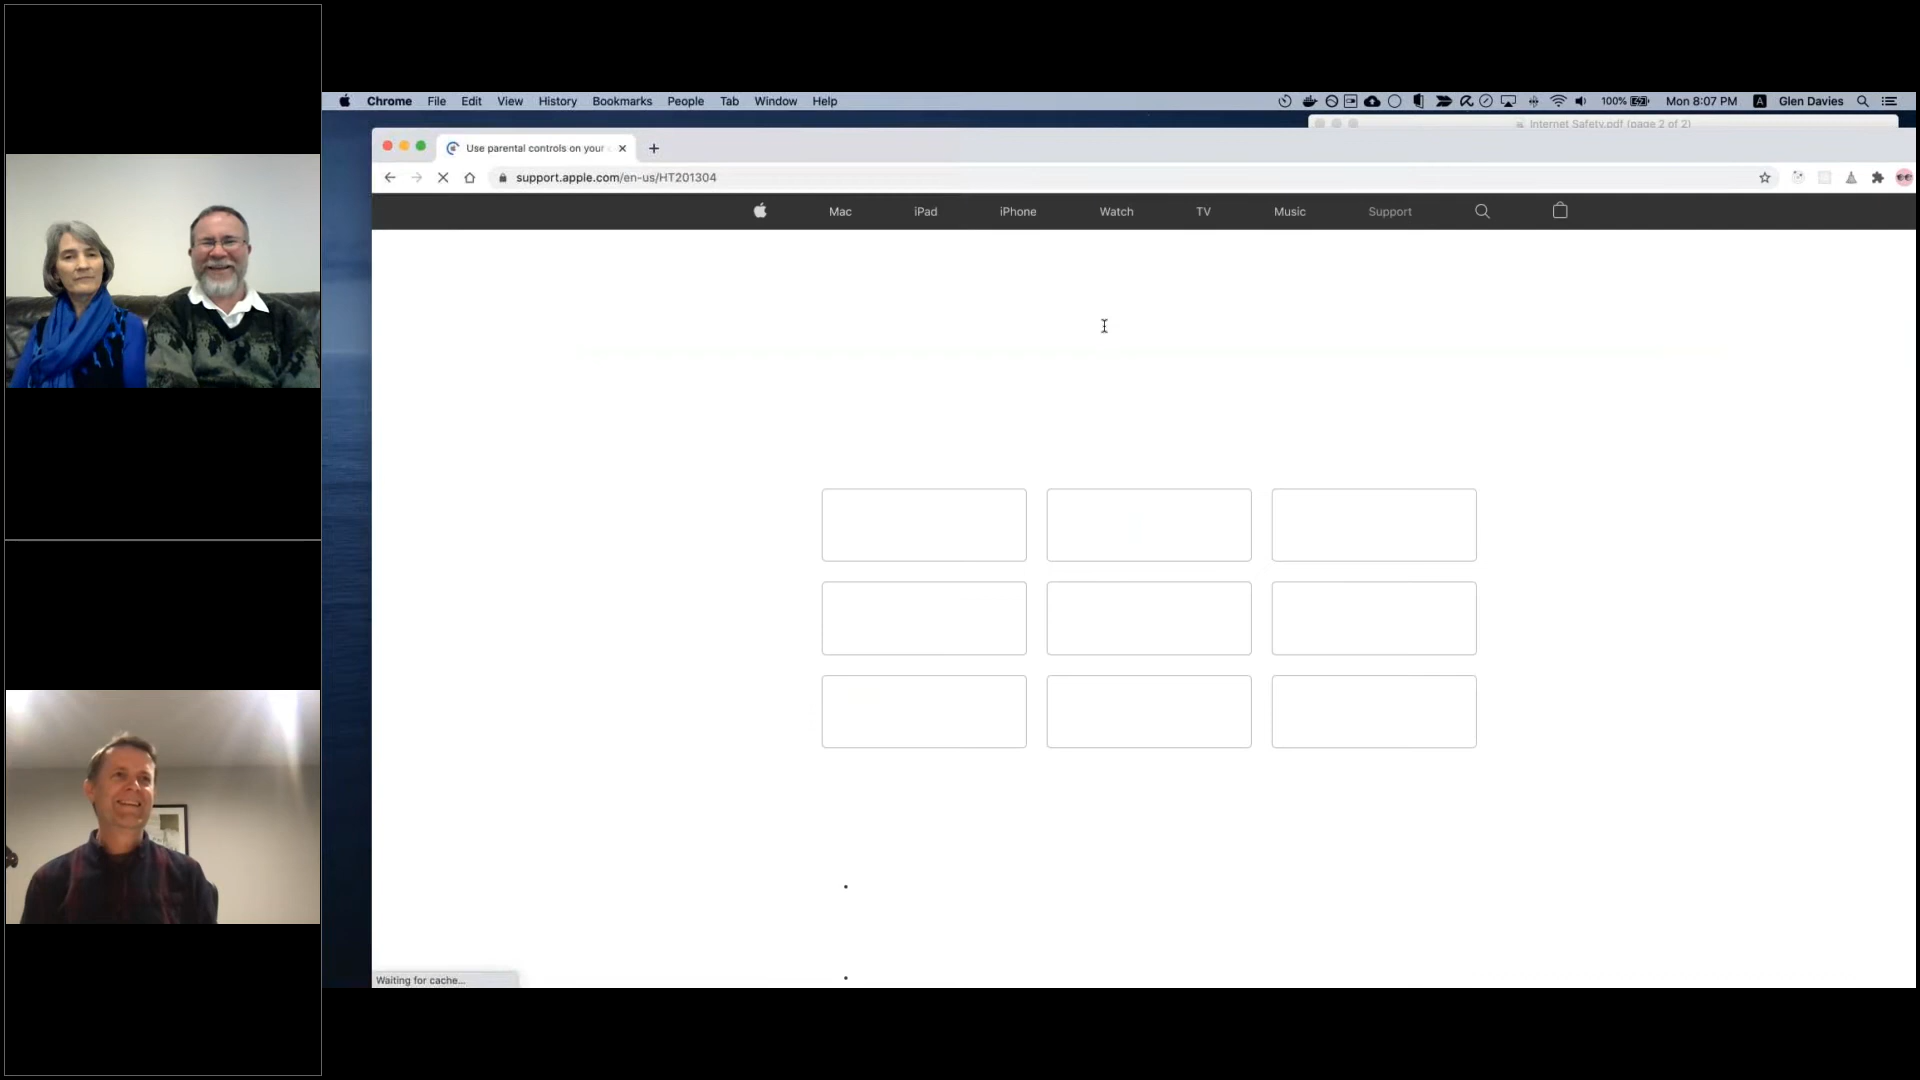 Chrome File Edit View History Bookmarks People Tab Window Help
100% Mon 8:07 PM A Glen Davies
Internet Safety.pdf (page 2 of 2)
Use parental controls on your c
support.apple.com/en-us/HT201304
Mac iPad iPhone Watch TV Music Support
Waiting for cache...